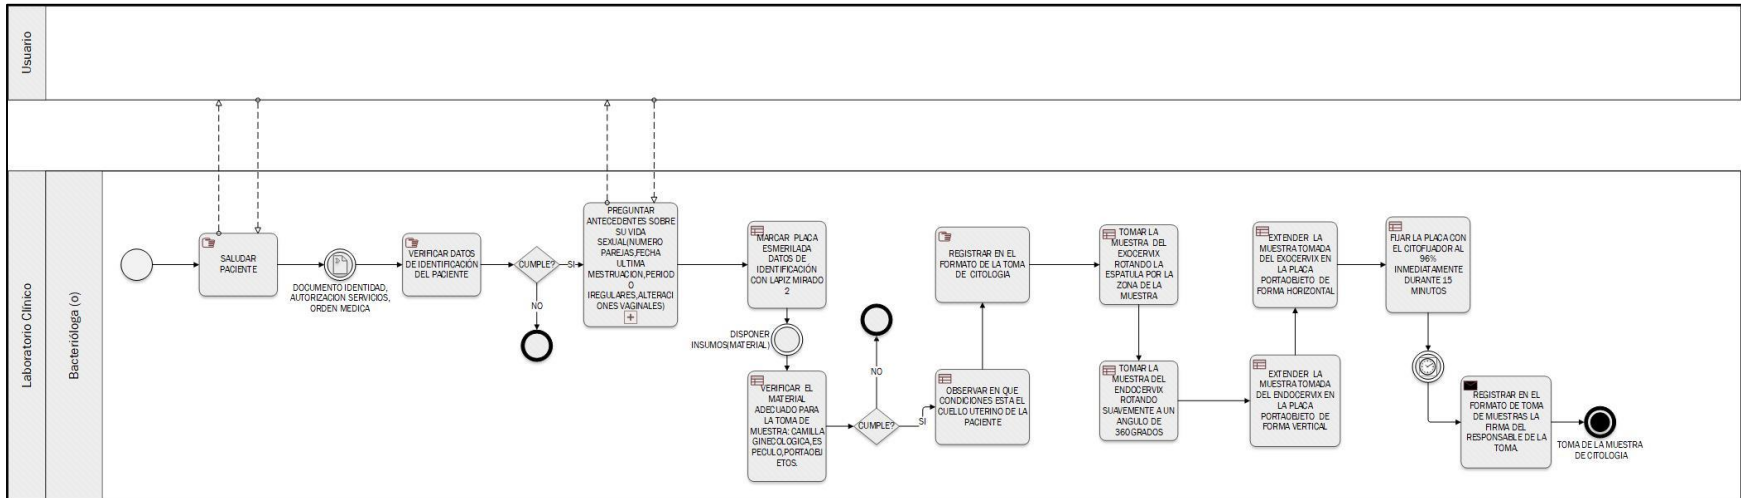 Usuario
Laboratorio Clínico
Bacterióloga (o)
SALUDAR
PACIENTE
DOCUMENTO IDENTIDAD,
AUTORIZACION SERVICIOS,
ORDEN MEDICA
VERIFICAR DATOS
DE IDENTIFICACIÓN
DEL PACIENTE
CUMPLE?
SI
NO
PREGUNTAR
ANTECEDENTES SOBRE
SU VIDA
SEXUAL(NUMERO
PAREJAS,FECHA
ULTIMA
MESTRUACION,PERIOD
O
IREGULARES,ALTERACI
ONES VAGINALES)
MARCAR PLACA
ESMERILADA
DATOS DE
IDENTIFICACIÓN
CON LAPIZ MIRADO
2
DISPONER
INSUMOS(MATERIAL)
VERIFICAR EL
MATERIAL
ADECUADO PARA
LA TOMA DE
MUESTRA: CAMILLA
GINECOLOGICA,ES
PECULO,PORTAOBJ
ETOS.
CUMPLE?
NO
SI
OBSERVAR EN QUE
CONDICIONES ESTA EL
CUELLO UTERINO DE LA
PACIENTE
REGISTRAR EN EL
FORMATO DE LA TOMA
DE CITOLOGIA
TOMAR LA
MUESTRA DEL
EXOCERVIX
ROTANDO LA
ESPATULA POR LA
ZONA DE LA
MUESTRA
TOMAR LA
MUESTRA DEL
ENDOCERVIX
ROTANDO
SUAVEMENTE A UN
ANGULO DE
360 GRADOS
EXTENDER LA
MUESTRA TOMADA
DEL ENDOCERVIX EN
LA PLACA
PORTAOBJETO DE
FORMA VERTICAL
EXTENDER LA
MUESTRA TOMADA
DEL EXOCERVIX EN
LA PLACA
PORTAOBJETO DE
FORMA HORIZONTAL
FIJAR LA PLACA CON
EL CITOFIJADOR AL
96%
INMEDIATAMENTE
DURANTE 15
MINUTOS
REGISTRAR EN EL
FORMATO DE TOMA
DE MUESTRAS LA
FIRMA DEL
RESPONSABLE DE LA
TOMA.
TOMA DE LA MUESTRA
DE CITOLOGIA